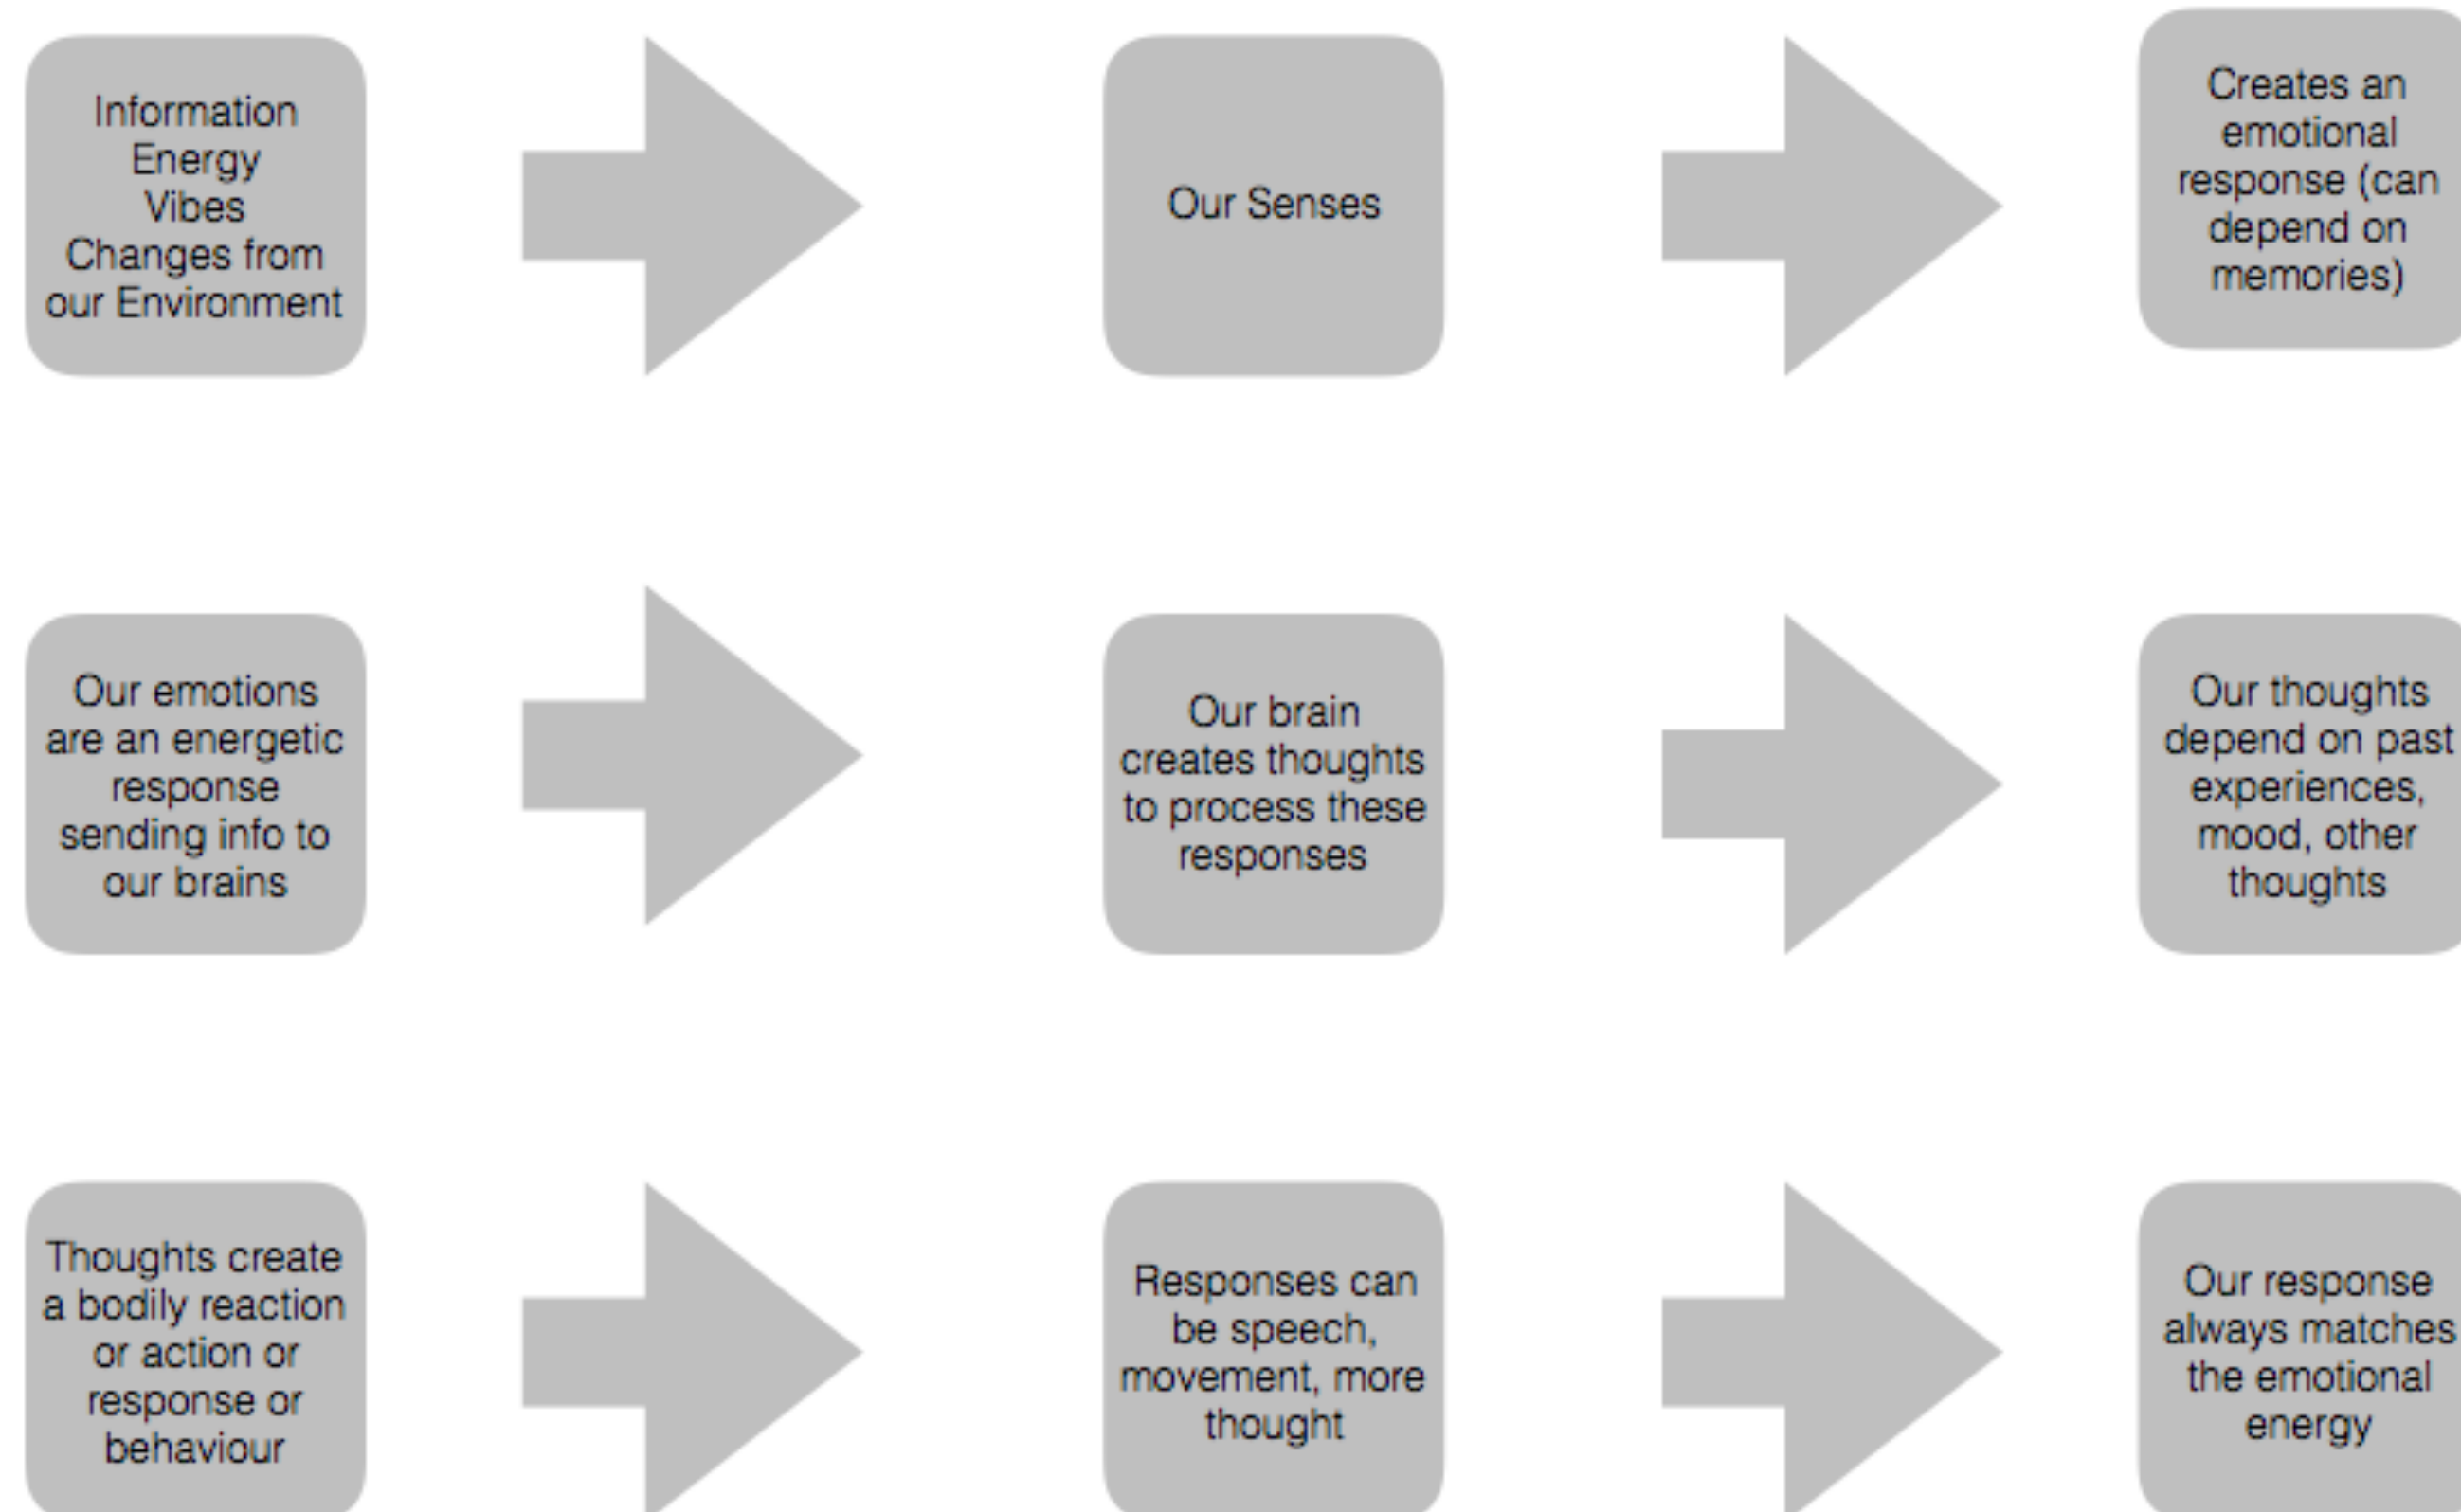 Information
Energy
Vibes
Changes from
our Environment
Our Senses
Creates an
emotional
response (can
depend on
memories)
Our emotions
are an energetic
response
sending info to
our brains
Our brain
creates thoughts
to process these
responses
Our thoughts
depend on past
experiences,
mood, other
thoughts
Thoughts create
a bodily reaction
or action or
response or
behaviour
Responses can
be speech,
movement, more
thought
Our response
always matches
the emotional
energy